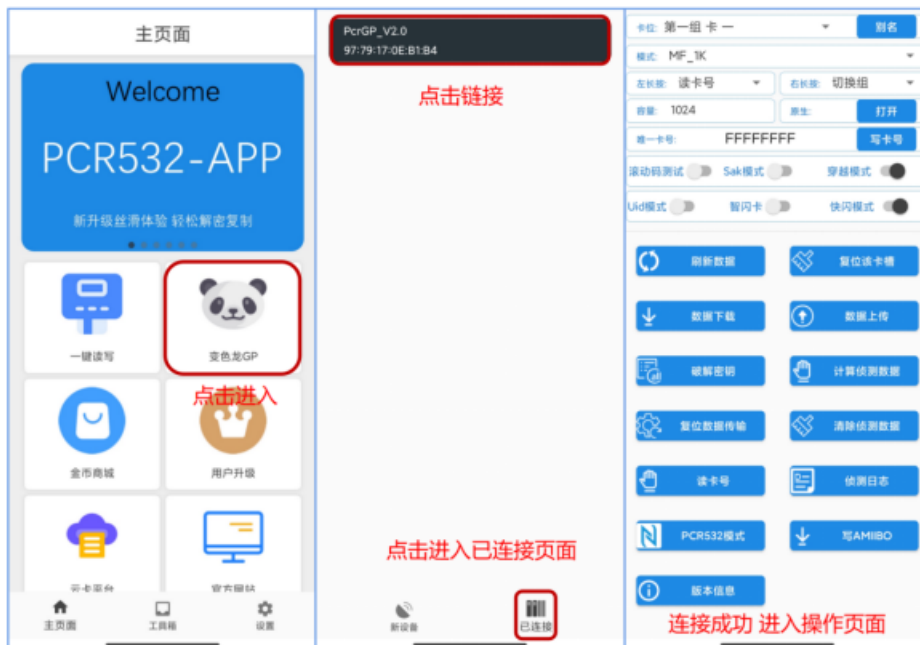 主页面
Welcome
PCR532-APP
新升级丝滑体验 轻松解密复制
一键读写
变色龙GP
点击进入
金币商城
用户升级
云卡平台
官方网站
主页面
工具箱
设置
PcrGP_V2.0
97:79:17:0E:B1:B4
点击链接
点击进入已连接页面
新设备
已连接
卡位: 第一组 卡 一
别名
模式: MF_1K
左长按: 读卡号
右长按: 切换组
容量: 1024
原生:
打开
唯一卡号: FFFFFFFF
写卡号
滚动码测试
Sak模式
穿越模式
Uid模式
智闪卡
快闪模式
刷新数据
复位该卡槽
数据下载
数据上传
破解密钥
计算侦测数据
复位数据传输
清除侦测数据
读卡号
侦测日志
PCR532模式
写AMIIBO
版本信息
连接成功 进入操作页面